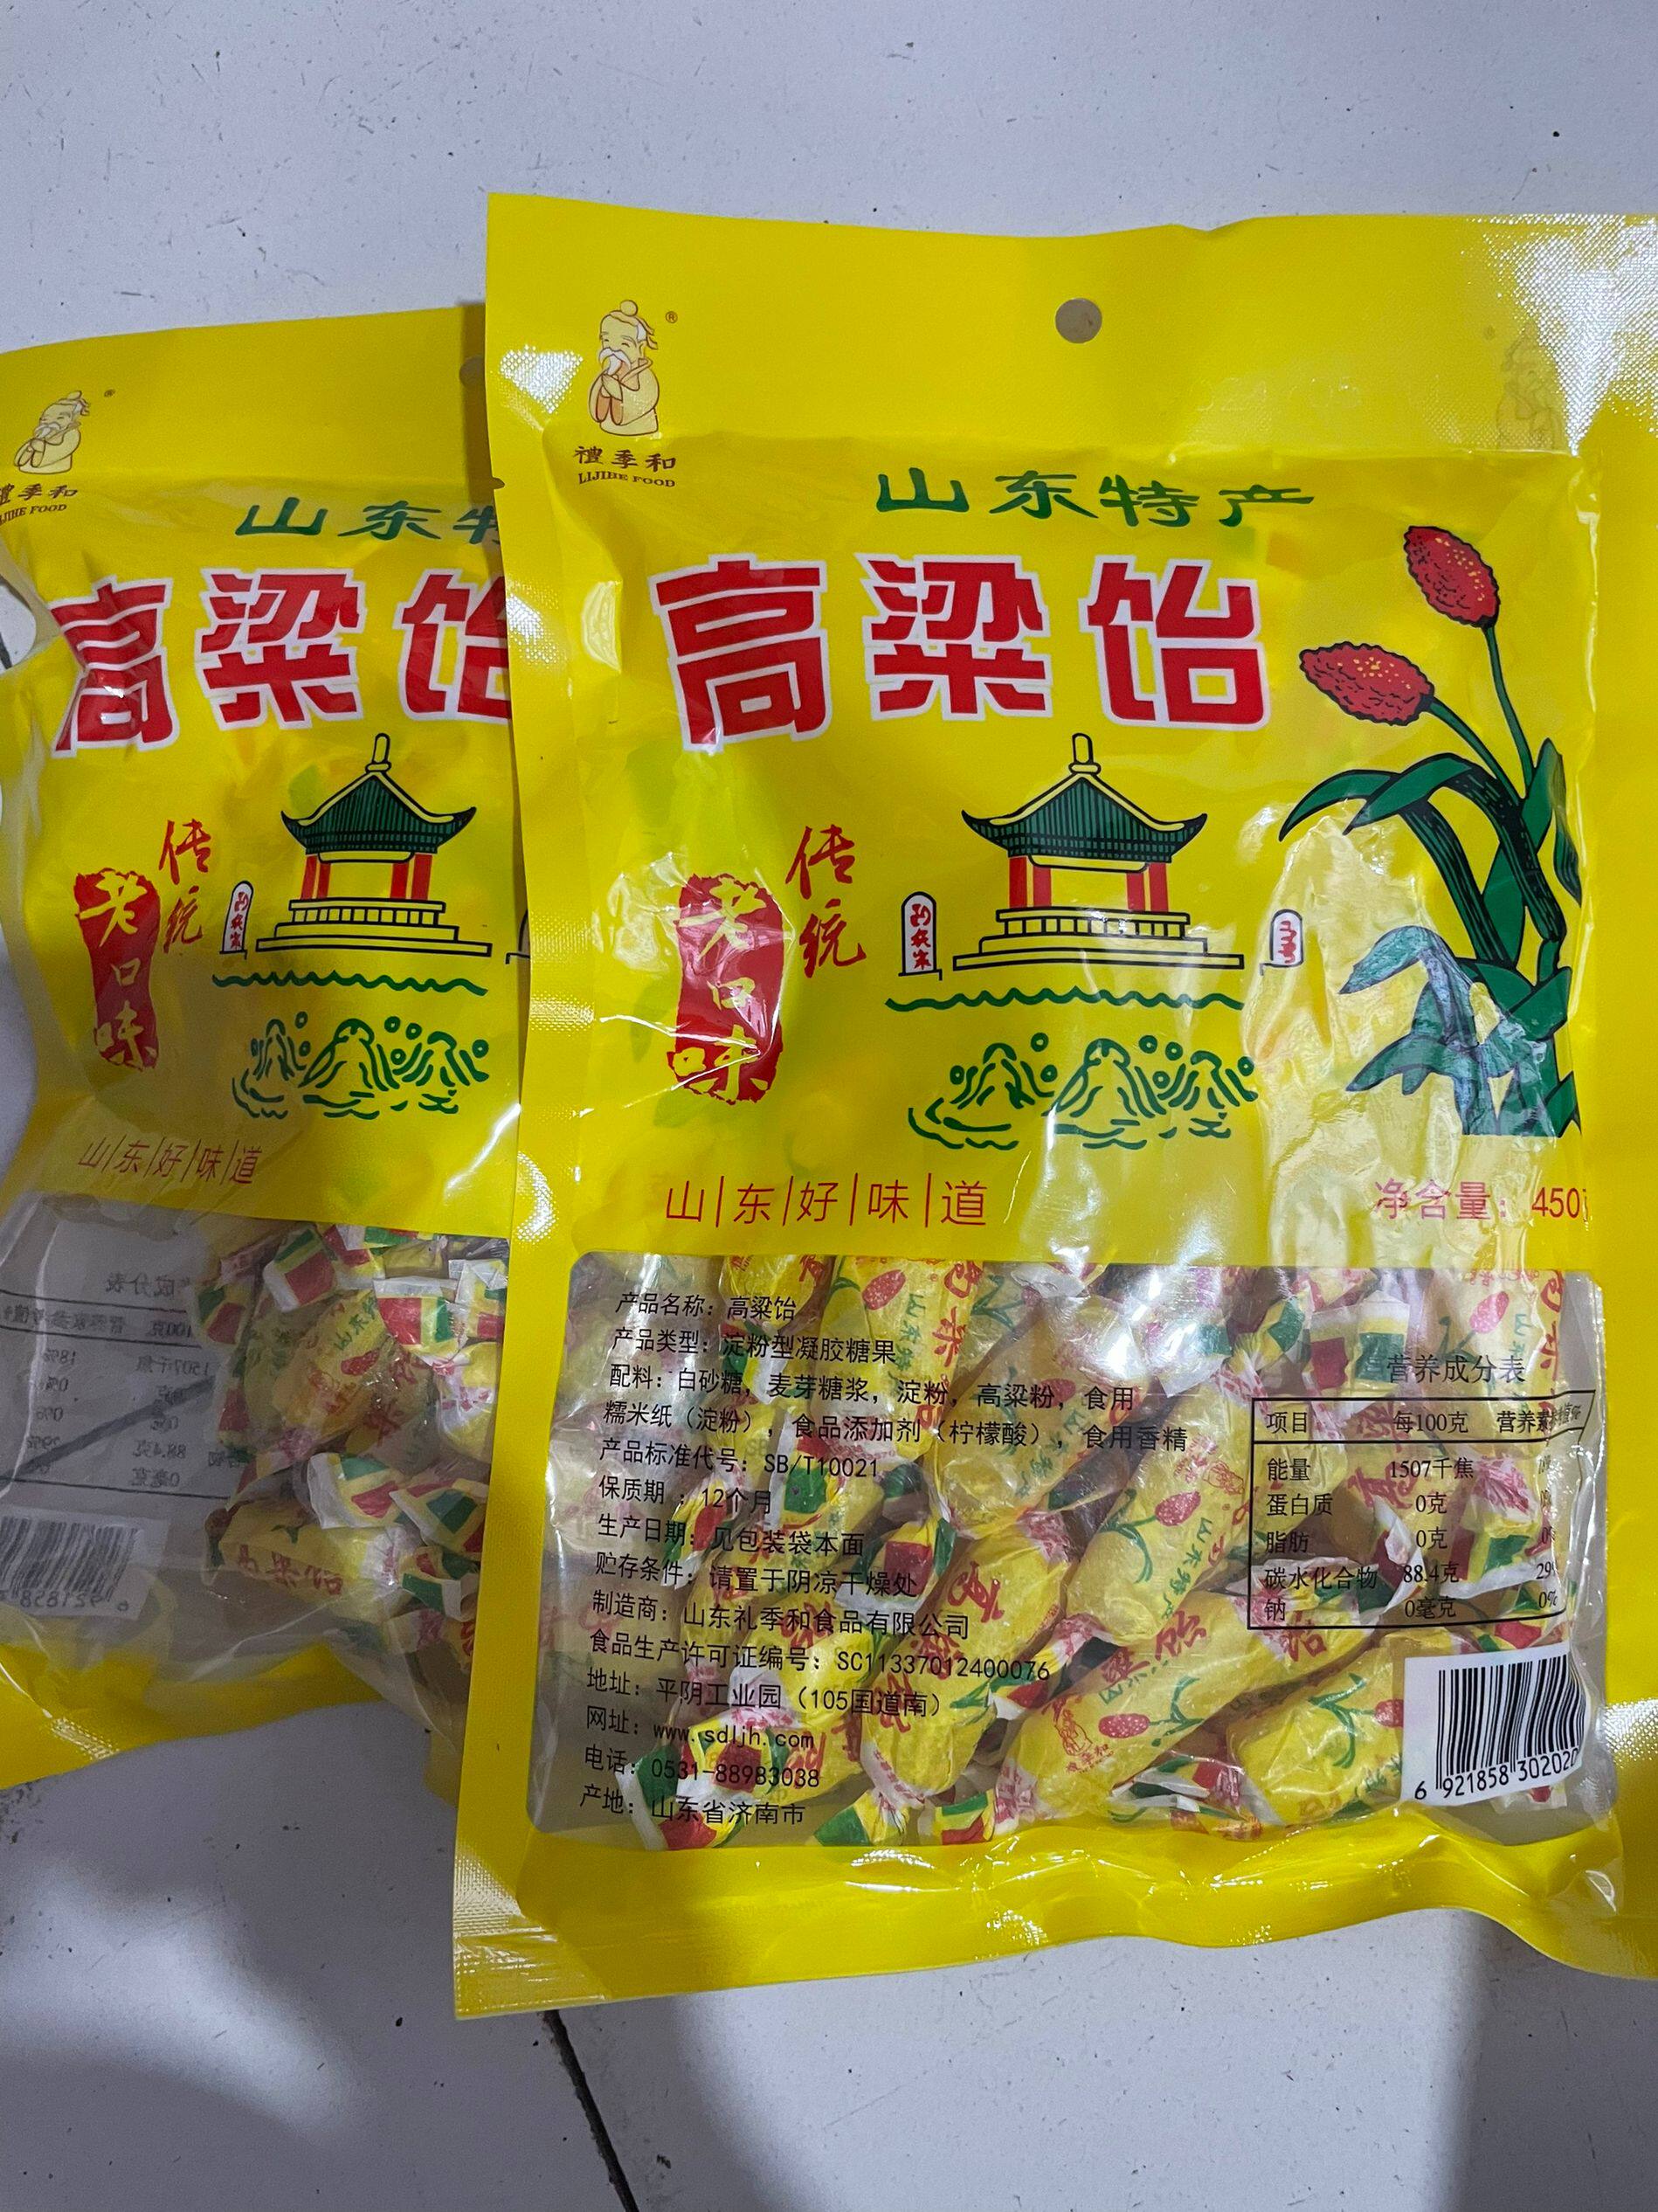 禮季和
LIJIHE FOOD
山东特产
高粱饴
传统
老口味
山|东|好|味|道
净含量：450
产品名称：高粱饴
产品类型：淀粉型凝胶糖果
配料：白砂糖，麦芽糖浆，淀粉，高粱粉，食用
糯米纸（淀粉），食品添加剂（柠檬酸），食用香精
产品标准代号：SB/T10021
保质期：12个月
生产日期：见包装袋本面
贮存条件：请置于阴凉干燥处
制造商：山东礼季和食品有限公司
食品生产许可证编号：SC11337012400076
地址：平阴工业园（105国道南）
网址：www.sdljh.com
电话：0531-88983038
产地：山东省济南市
营养成分表
项目 每100克 营养素
能量 1507千焦
蛋白质 0克
脂肪 0克 0%
碳水化合物 88.4克 29
钠 0毫克 0%
6 921858 302020
禮季和
JIHE FOOD
山东特
高粱饴
传统
老口味
山|东|好|味|道